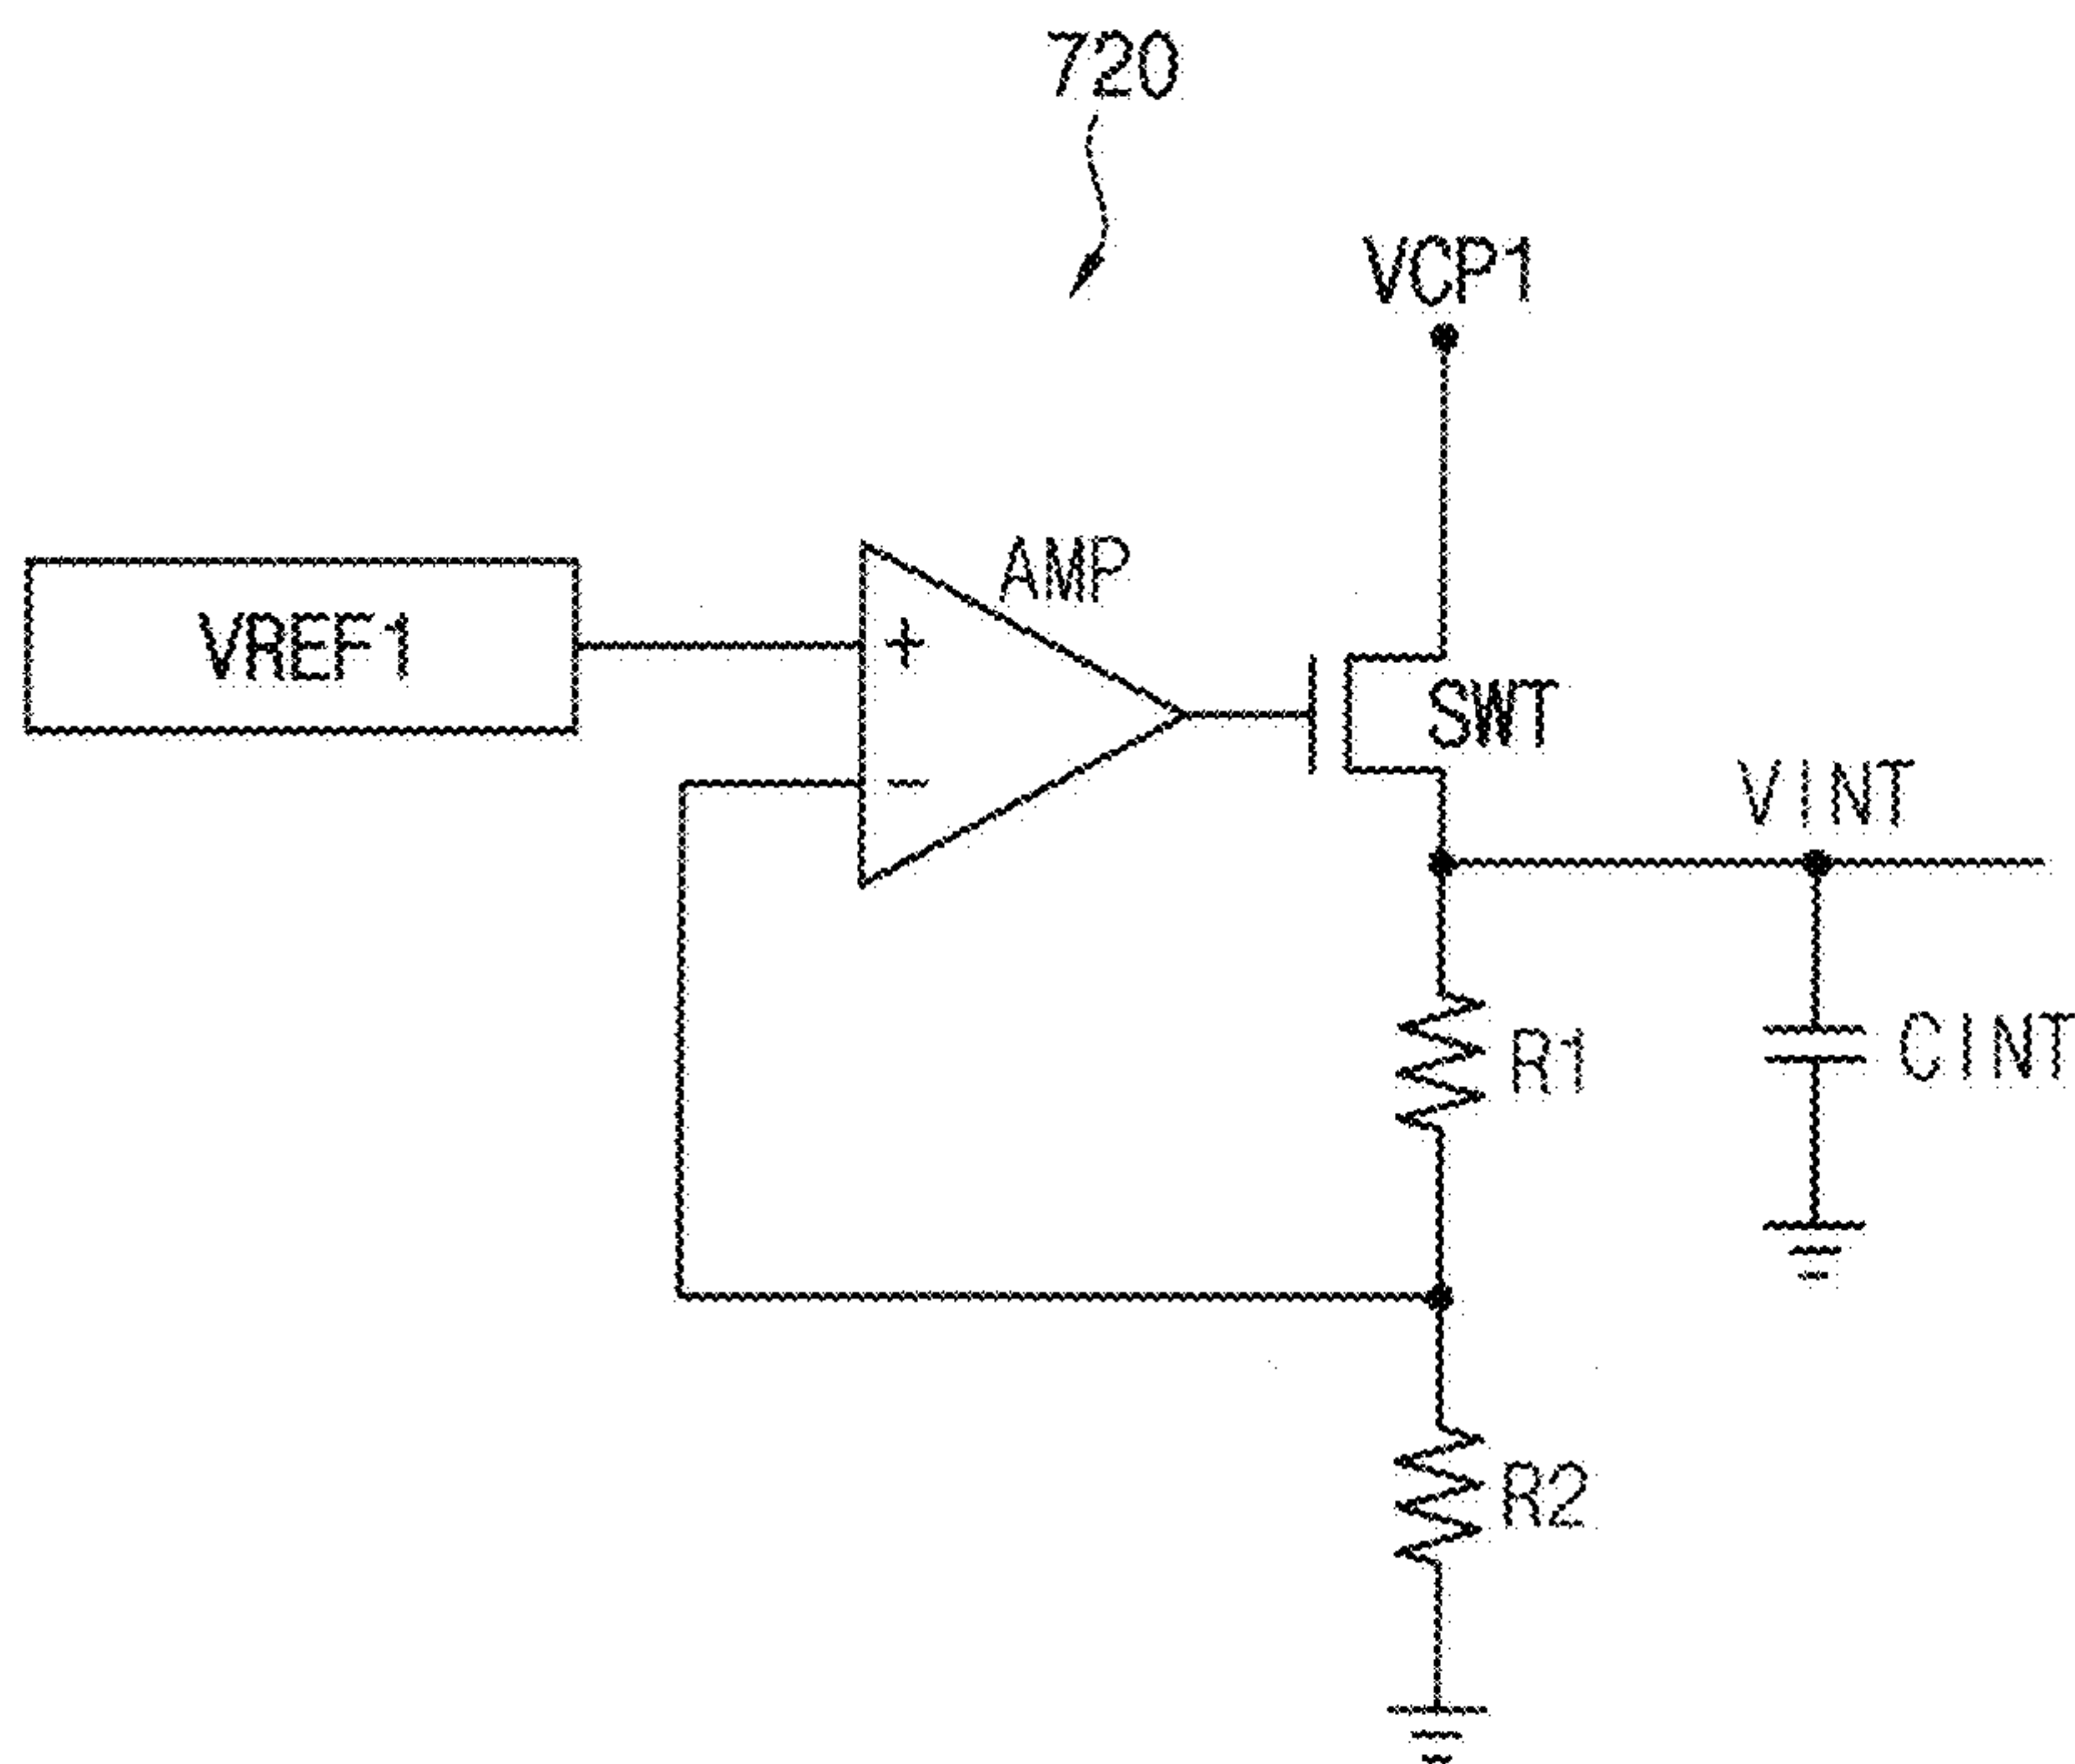 720
VCP1
AMP
VREF1
+
SWT
−
VINT
R1
CINT
R2